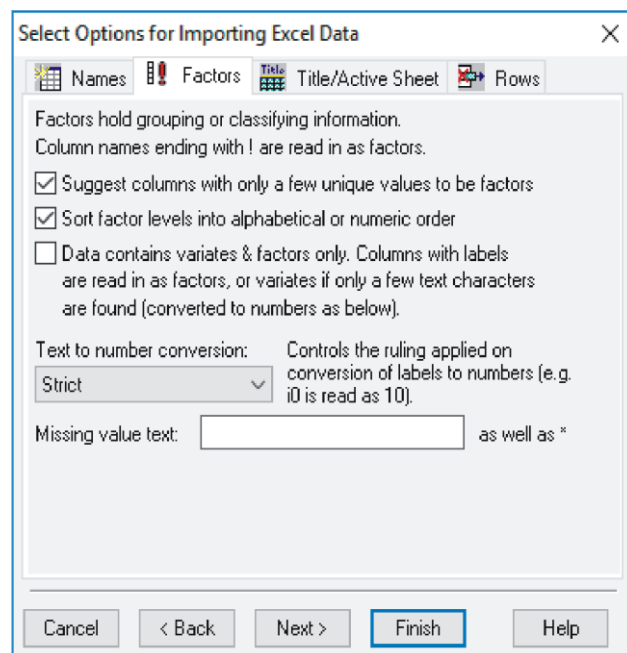 Select Options for Importing Excel Data
Names
Factors
Title
Title/Active Sheet
Rows
Factors hold grouping or classifying information.
Column names ending with ! are read in as factors.
Suggest columns with only a few unique values to be factors
Sort factor levels into alphabetical or numeric order
Data contains variates & factors only. Columns with labels
are read in as factors, or variates if only a few text characters
are found (converted to numbers as below).
Text to number conversion:
Strict
Controls the ruling applied on
conversion of labels to numbers (e.g.
i0 is read as 10).
Missing value text:
as well as *
Cancel
< Back
Next >
Finish
Help